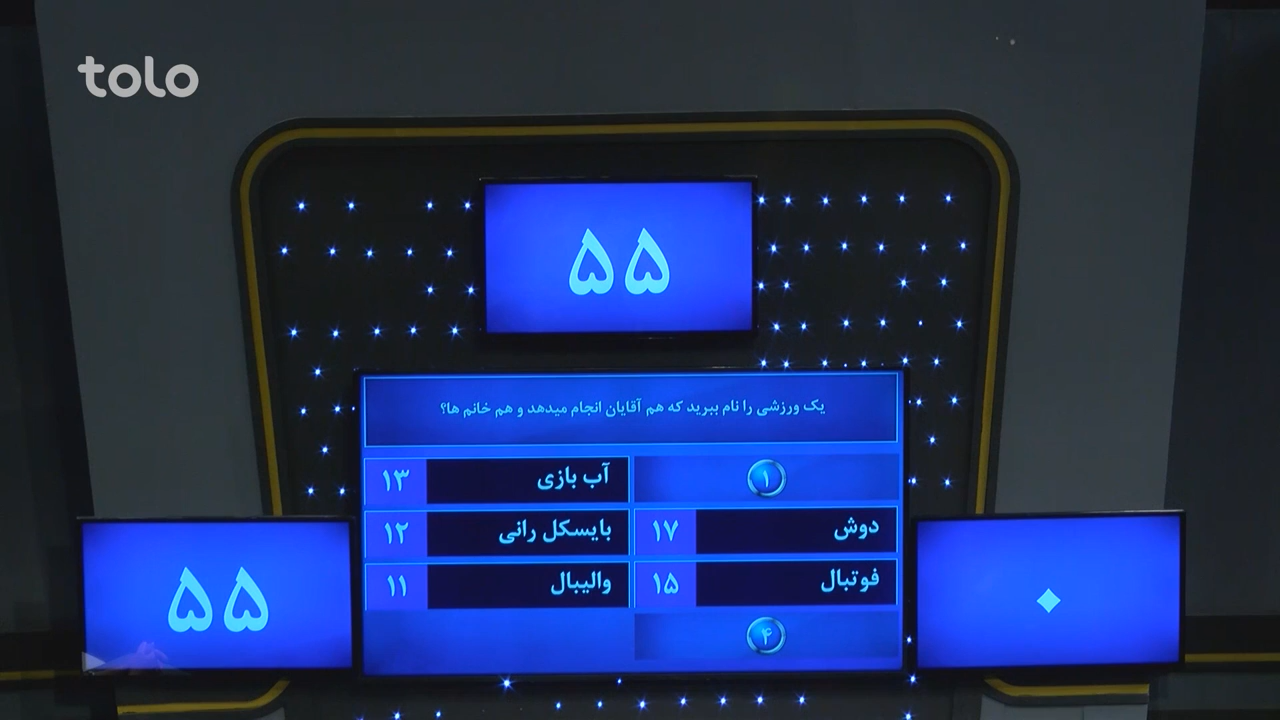 tolo
۵۵
یک ورزشی را نام ببرید که هم آقایان انجام میدهد و هم خانم ها؟
۱
آب بازی ۱۳
دوش ۱۷
بایسکل رانی ۱۲
فوتبال ۱۵
والیبال ۱۱
۴
۵۵
۰